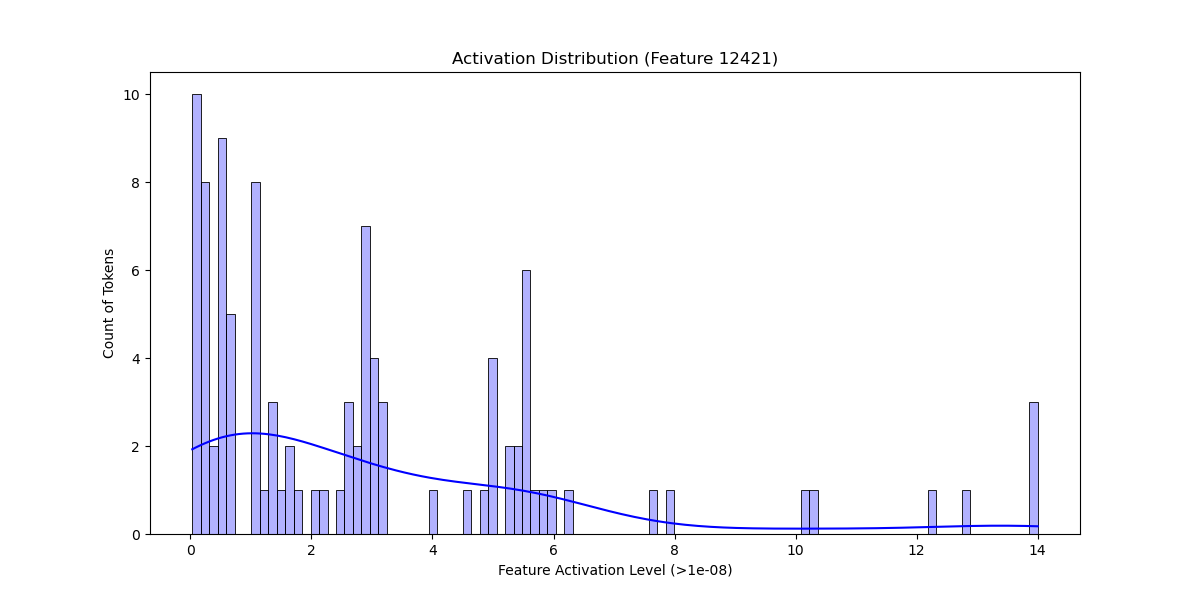 Activation Distribution (Feature 12421)
Count of Tokens
10
8
6
4
2
0
0 2 4 6 8 10 12 14
Feature Activation Level (>1e-08)